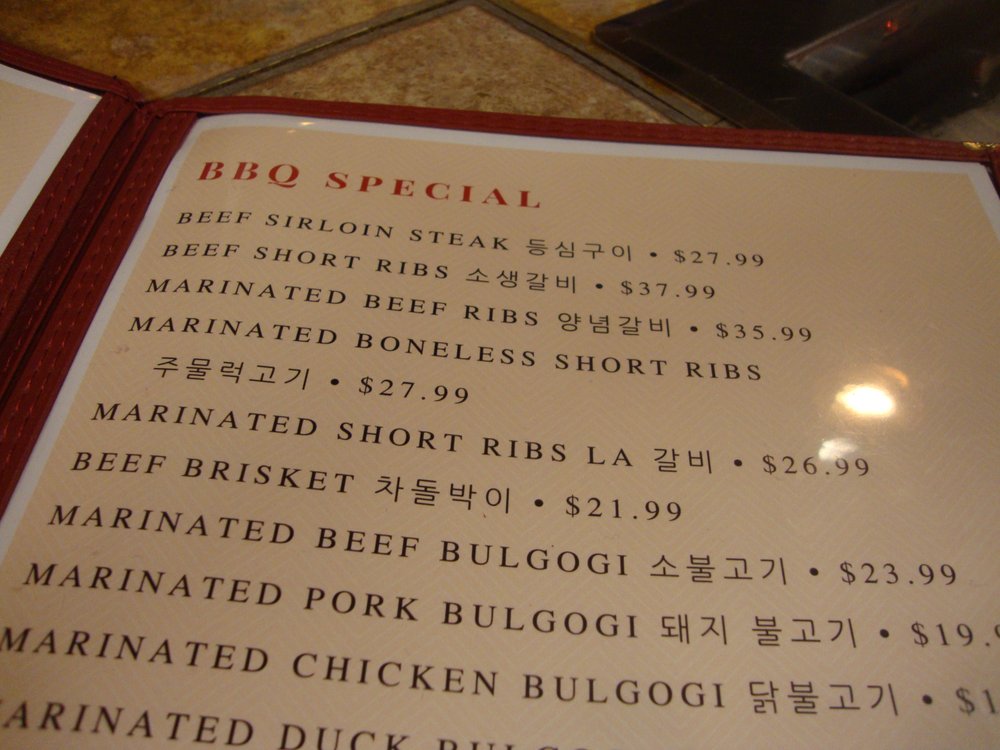 BBQ SPECIAL
BEEF SIRLOIN STEAK 등심구이 • $27.99
BEEF SHORT RIBS 소생갈비 • $37.99
MARINATED BEEF RIBS 양념갈비 • $35.99
MARINATED BONELESS SHORT RIBS
주물럭고기 • $27.99
MARINATED SHORT RIBS LA 갈비 • $26.99
BEEF BRISKET 차돌박이 • $21.99
MARINATED BEEF BULGOGI 소불고기 • $23.99
MARINATED PORK BULGOGI 돼지 불고기 • $19.
MARINATED CHICKEN BULGOGI 닭불고기 •
DUCK